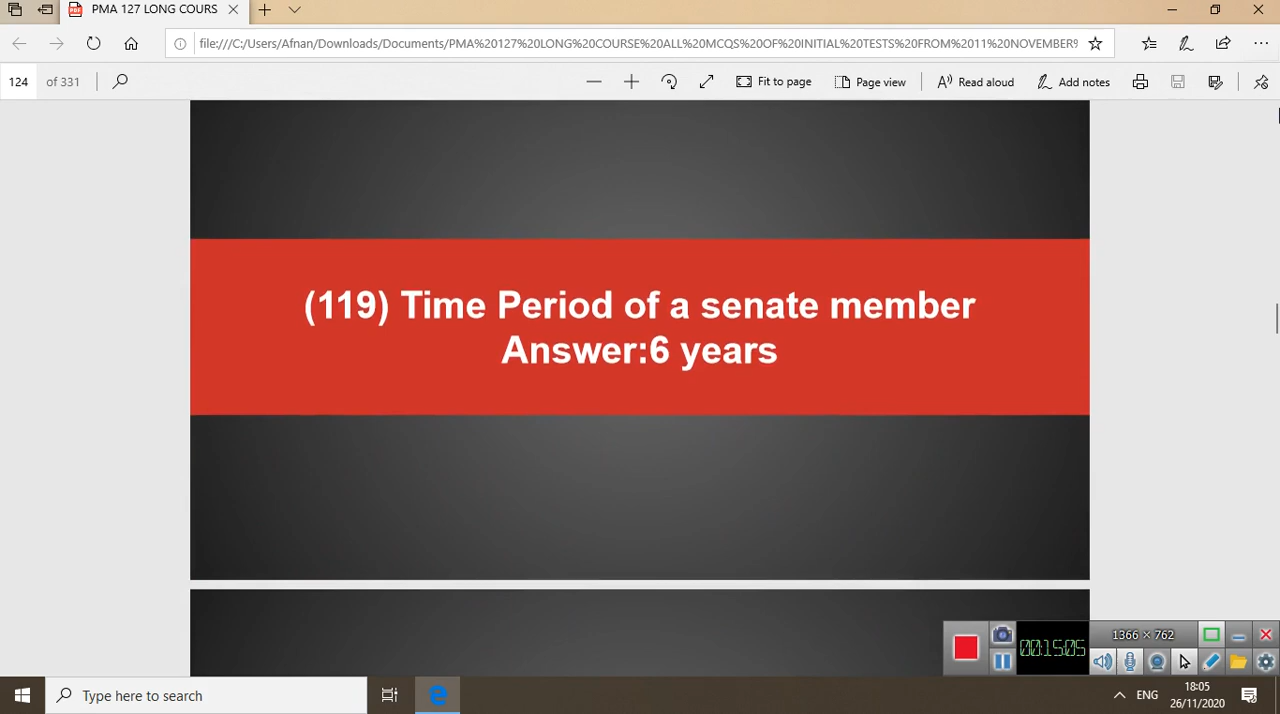 PMA 127 LONG COURS
file:///C:/Users/Afnan/Downloads/Documents/PMA%20127%20LONG%20COURSE%20ALL%20MCQS%20OF%20INITIAL%20TESTS%20FROM%2011%20NOVEMBER%
124 of 331
Fit to page
Page view
Read aloud
Add notes
(119) Time Period of a senate member
Answer:6 years
00:15:05
1366 × 762
Type here to search
ENG
18:05
26/11/2020